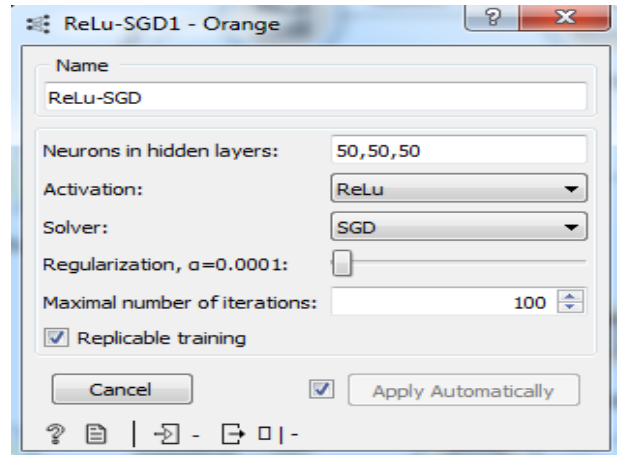 ReLu-SGD1 - Orange
Name
ReLu-SGD
Neurons in hidden layers: 50,50,50
Activation: ReLu
Solver: SGD
Regularization, α=0.0001:
Maximal number of iterations: 100
Replicable training
Cancel Apply Automatically
? | - | -